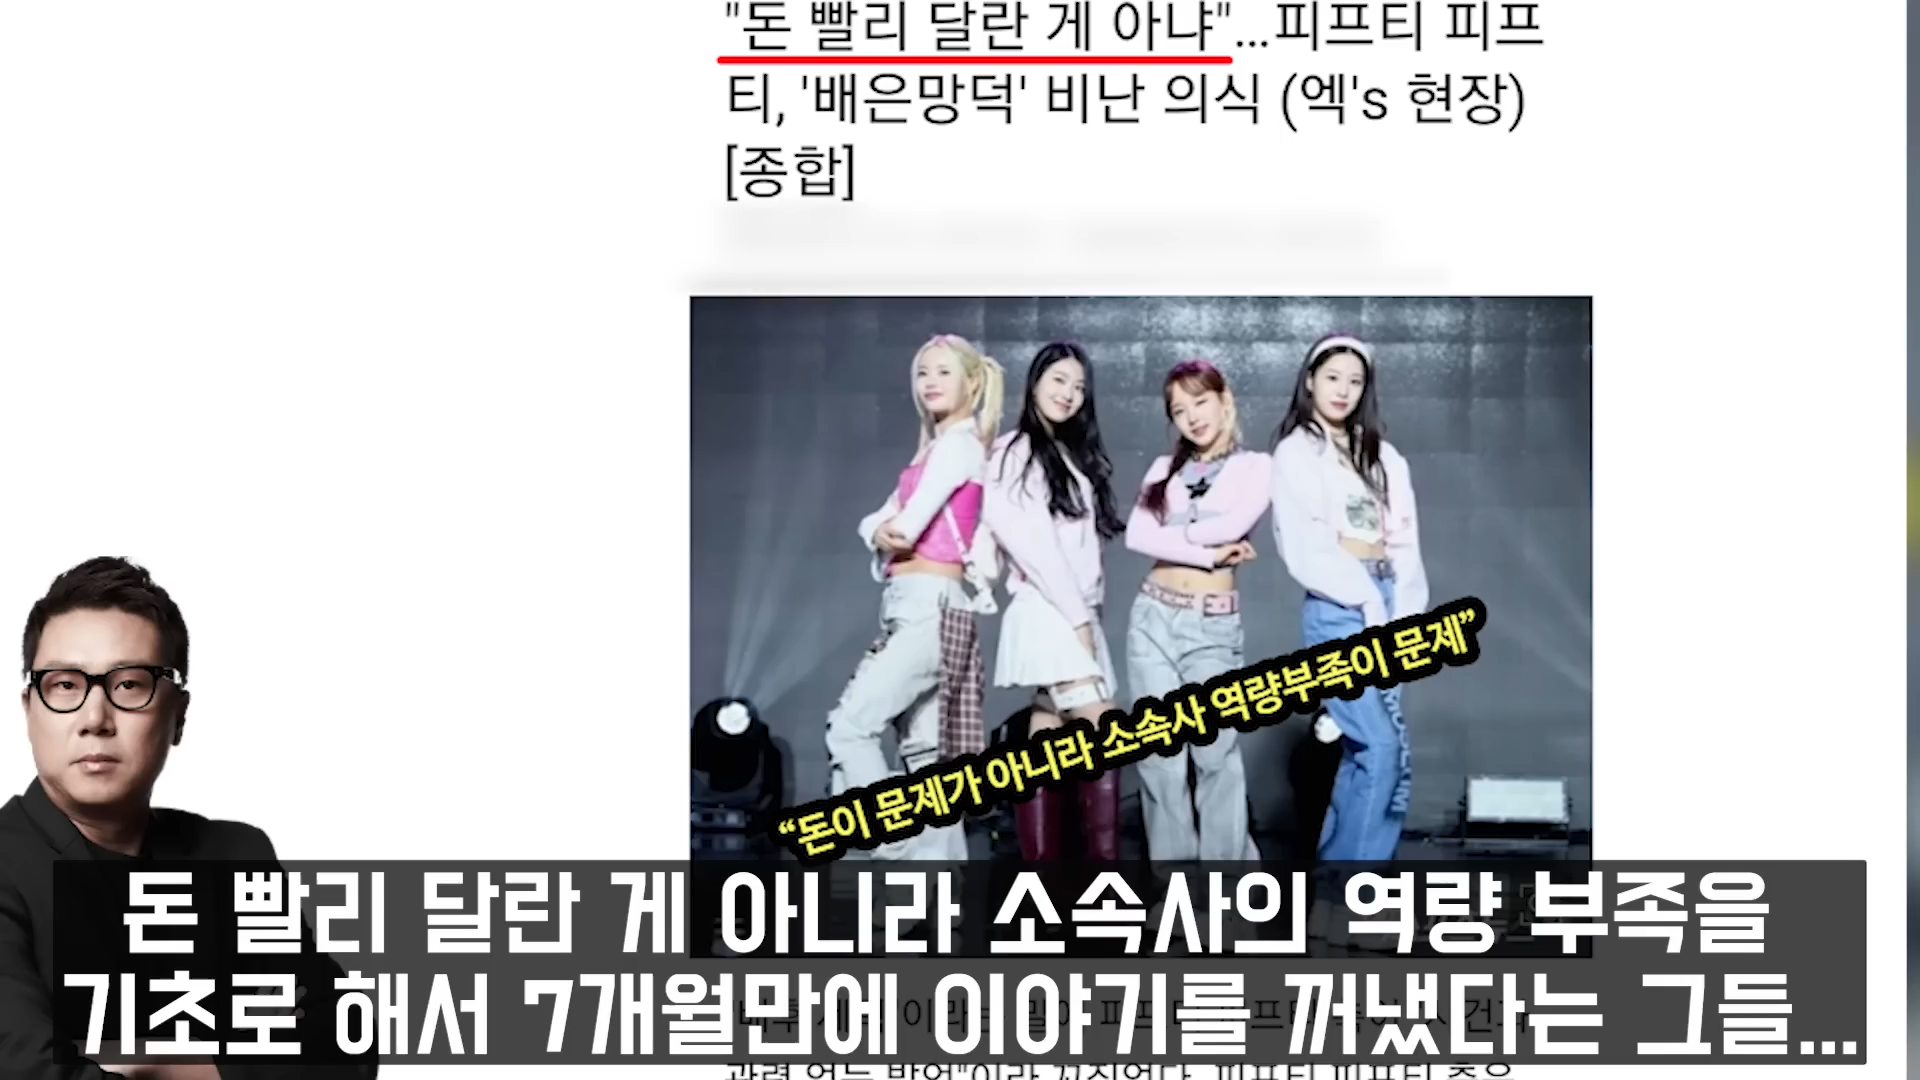 "돈 빨리 달란 게 아냐"...피프티 피프
티, '배은망덕' 비난 의식 (엑's 현장)
[종합]
“돈이 문제가 아니라 소속사 역량부족이 문제”
돈 빨리 달란 게 아니라 소속사의 역량 부족을
기초로 해서 7개월만에 이야기를 꺼냈다는 그들...